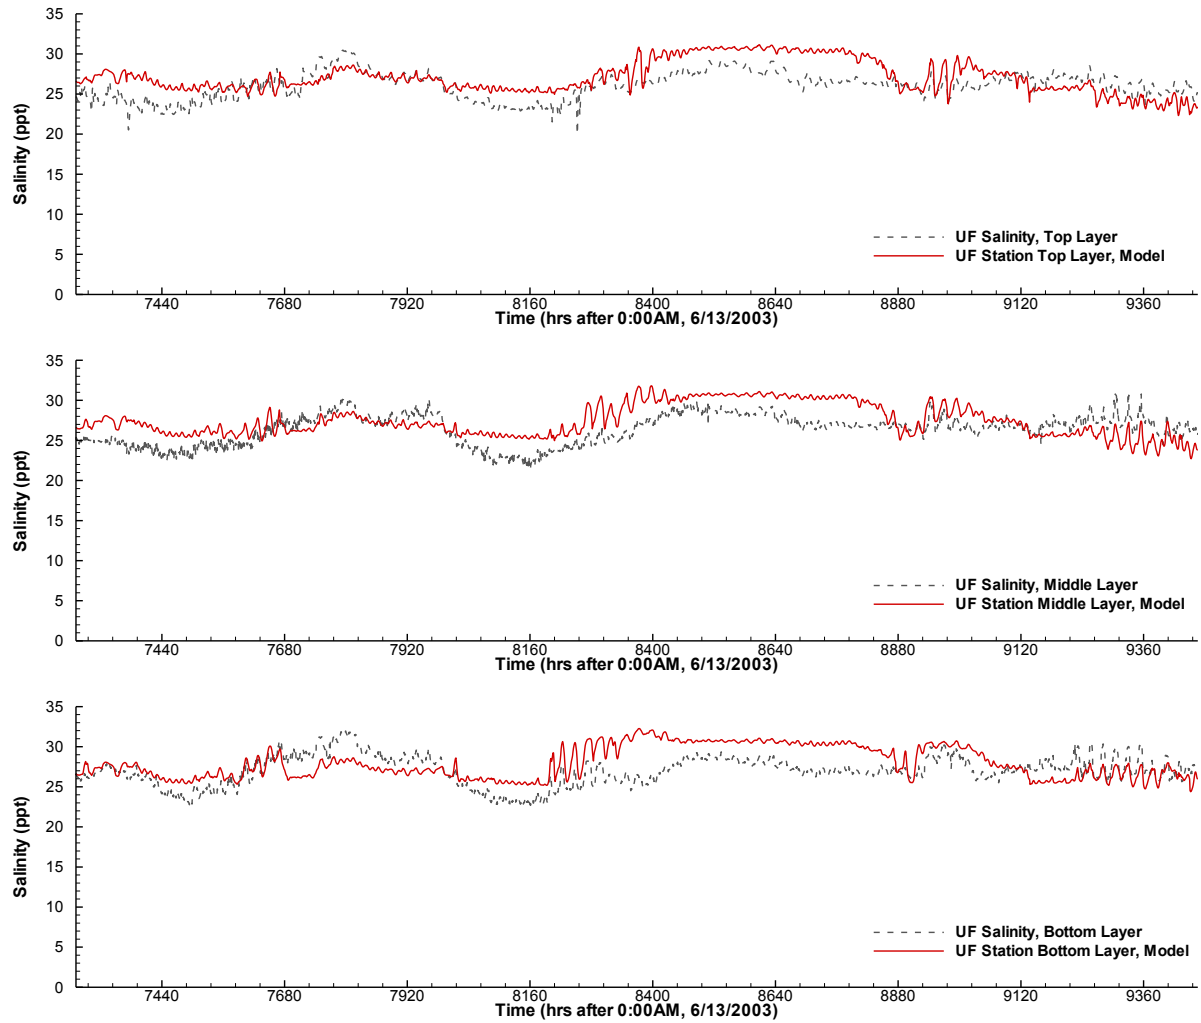 35
30
25
20
15
10
5
0
Salinity (ppt)
UF Salinity, Top Layer
UF Station Top Layer, Model
7440 7680 7920 8160 8400 8640 8880 9120 9360
Time (hrs after 0:00AM, 6/13/2003)
35
30
25
20
15
10
5
0
Salinity (ppt)
UF Salinity, Middle Layer
UF Station Middle Layer, Model
7440 7680 7920 8160 8400 8640 8880 9120 9360
Time (hrs after 0:00AM, 6/13/2003)
35
30
25
20
15
10
5
0
Salinity (ppt)
UF Salinity, Bottom Layer
UF Station Bottom Layer, Model
7440 7680 7920 8160 8400 8640 8880 9120 9360
Time (hrs after 0:00AM, 6/13/2003)